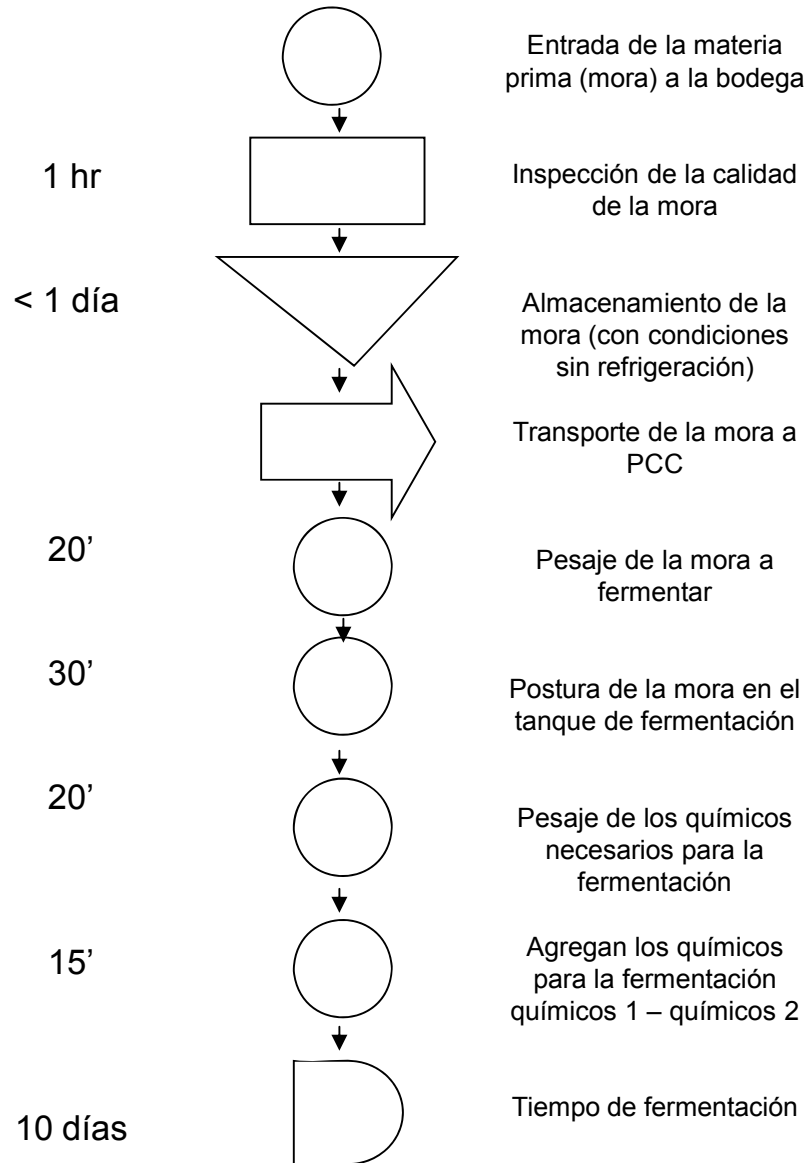 Entrada de la materia
prima (mora) a la bodega
1 hr
Inspección de la calidad
de la mora
< 1 día
Almacenamiento de la
mora (con condiciones
sin refrigeración)
Transporte de la mora a
PCC
20’
Pesaje de la mora a
fermentar
30’
Postura de la mora en el
tanque de fermentación
20’
Pesaje de los químicos
necesarios para la
fermentación
15’
Agregan los químicos
para la fermentación
químicos 1 – químicos 2
10 días
Tiempo de fermentación